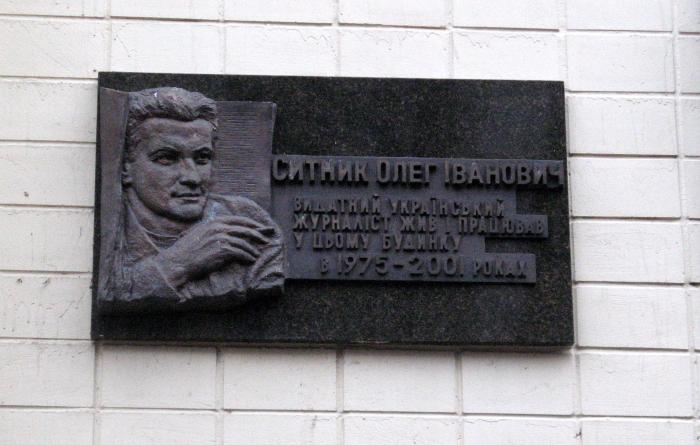 СИТНИК ОЛЕГ ІВАНОВИЧ
ВИДАТНИЙ УКРАЇНСЬКИЙ
ЖУРНАЛІСТ ЖИВ І ПРАЦЮВАВ
У ЦЬОМУ БУДИНКУ
В 1975-2001 РОКАХ